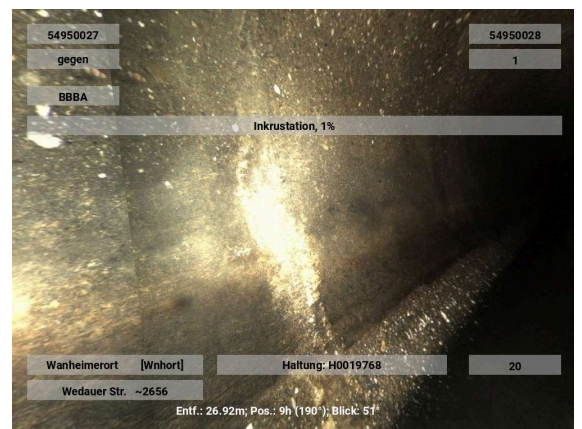 54950027 54950028
gegen 1
BBBA
Inkrustation, 1%
Wanheimerort [Wnhort] Haltung: H0019768 20
Wedauer Str. ~2656
Entf.: 26.92m; Pos.: 9h (190°); Blick: 51°